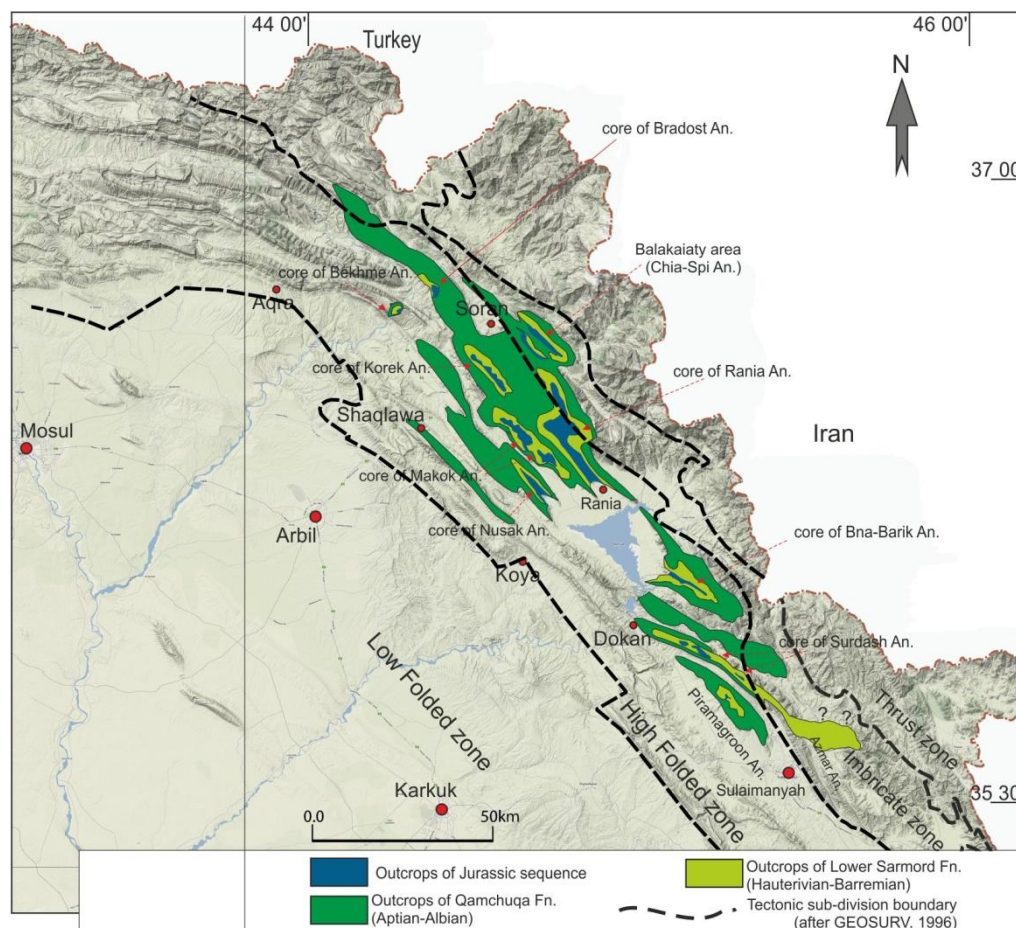 44 00'
46 00'
Turkey
N
core of Bradost An.
37 00
Balakaiaty area
(Chia-Spi An.)
core of Bekhme An.
Aqra
Soran
core of Korek An.
core of Rania An.
Shaqlawa
Iran
Mosul
core of Makok An.
Rania
Arbil
core of Nusak An.
core of Bna-Barik An.
Koya
Dokan
core of Surdash An.
Low Folded zone
High Folded zone
Piramagroon An.
? ?
Azmar An.
Thrust zone
Imbricate zone
Sulaimanyah
Karkuk
35 30
0.0 50km
Outcrops of Jurassic sequence
Outcrops of Qamchuqa Fn.
(Aptian-Albian)
Outcrops of Lower Sarmord Fn.
(Hauterivian-Barremian)
Tectonic sub-division boundary
(after GEOSURV, 1996)